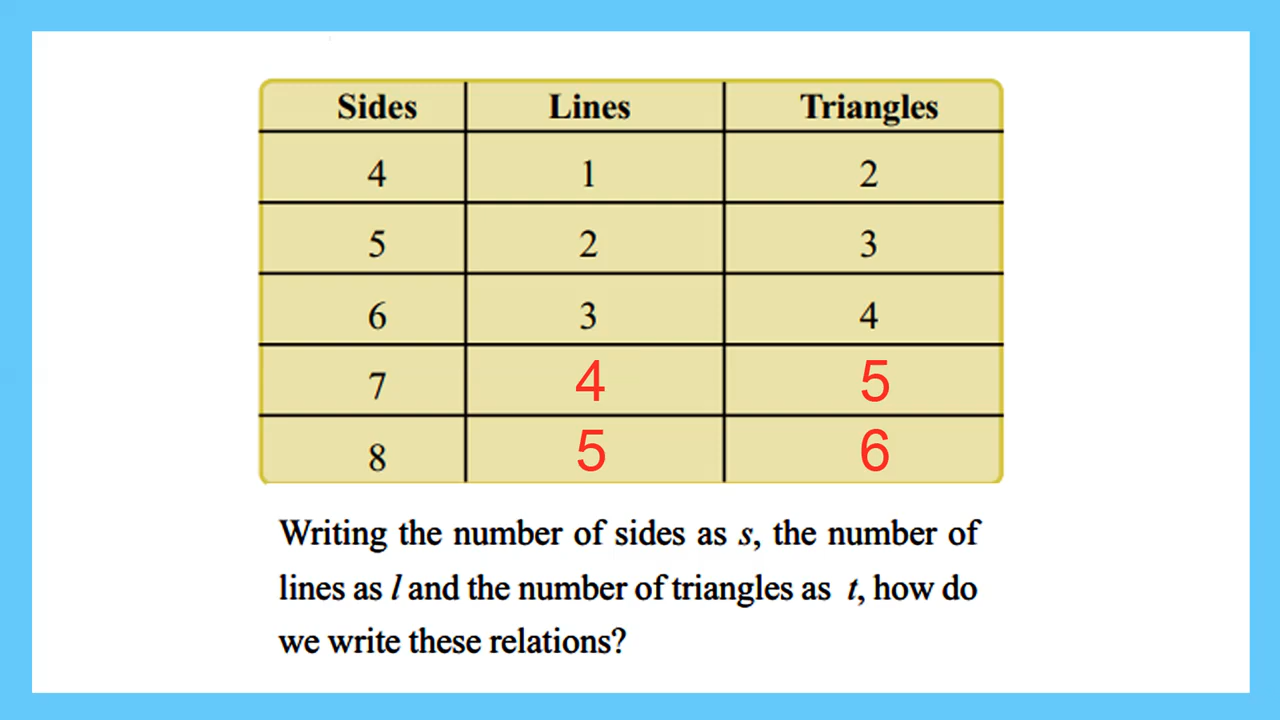 Sides Lines Triangles
4 1 2
5 2 3
6 3 4
7 4 5
8 5 6
Writing the number of sides as s, the number of
lines as l and the number of triangles as t, how do
we write these relations?